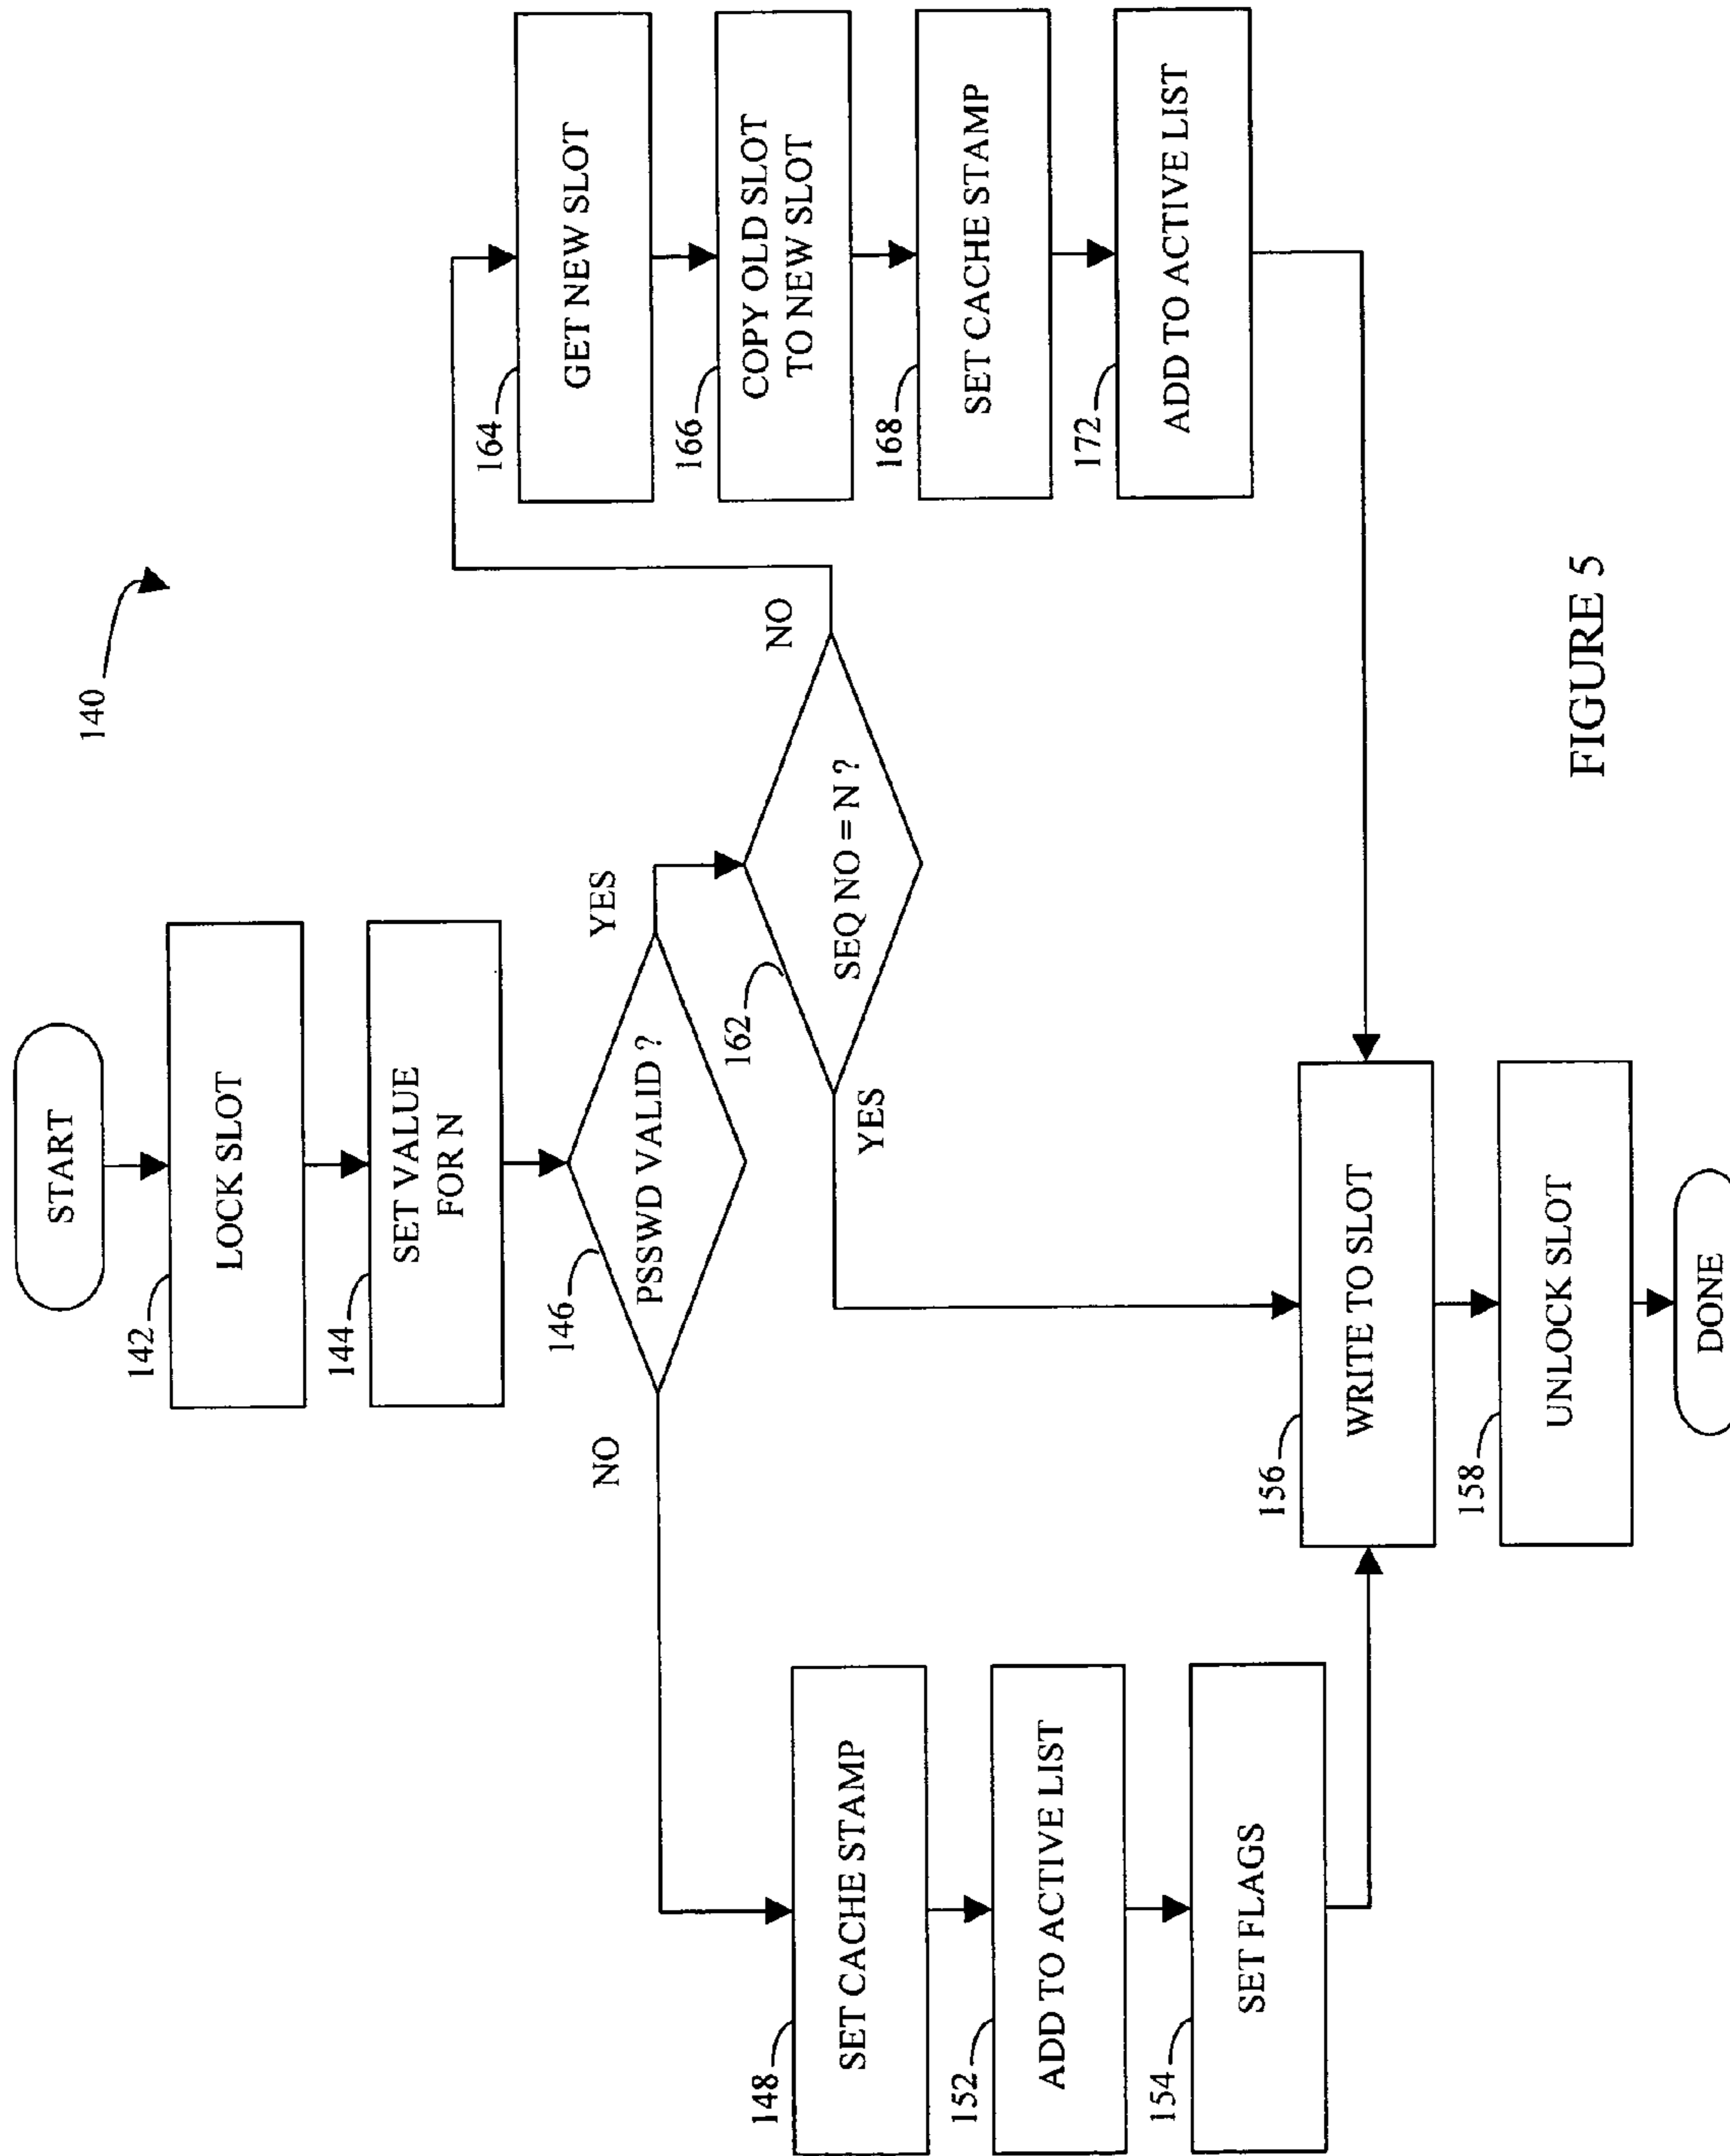 140
START
142
LOCK SLOT
144
SET VALUE
FOR N
146
PSSWD VALID ?
NO
YES
162
SEQ NO = N ?
YES
NO
148
SET CACHE STAMP
152
ADD TO ACTIVE LIST
154
SET FLAGS
164
GET NEW SLOT
166
COPY OLD SLOT
TO NEW SLOT
168
SET CACHE STAMP
172
ADD TO ACTIVE LIST
156
WRITE TO SLOT
158
UNLOCK SLOT
DONE
FIGURE 5